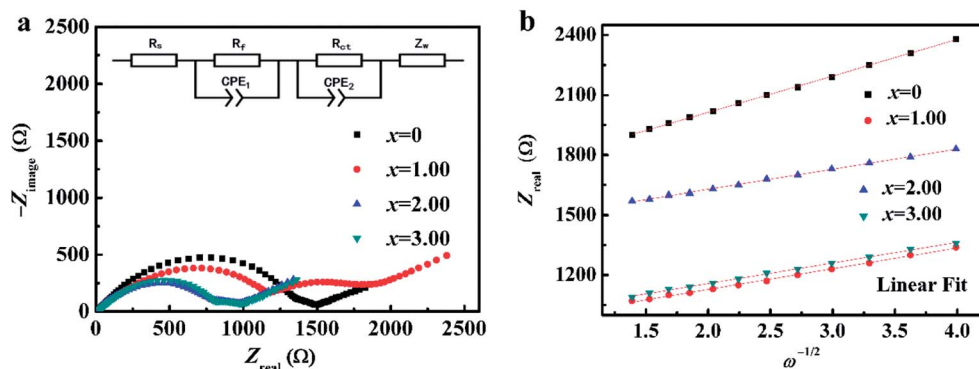 a
R_s
R_f
R_ct
Z_w
CPE_1
CPE_2
2500
2000
1500
1000
500
0
−Z_image (Ω)
x=0
x=1.00
x=2.00
x=3.00
0
500
1000
1500
2000
2500
Z_real (Ω)
b
2400
2100
1800
1500
1200
Z_real (Ω)
x=0
x=1.00
x=2.00
x=3.00
Linear Fit
1.5
2.0
2.5
3.0
3.5
4.0
ω^{−1/2}